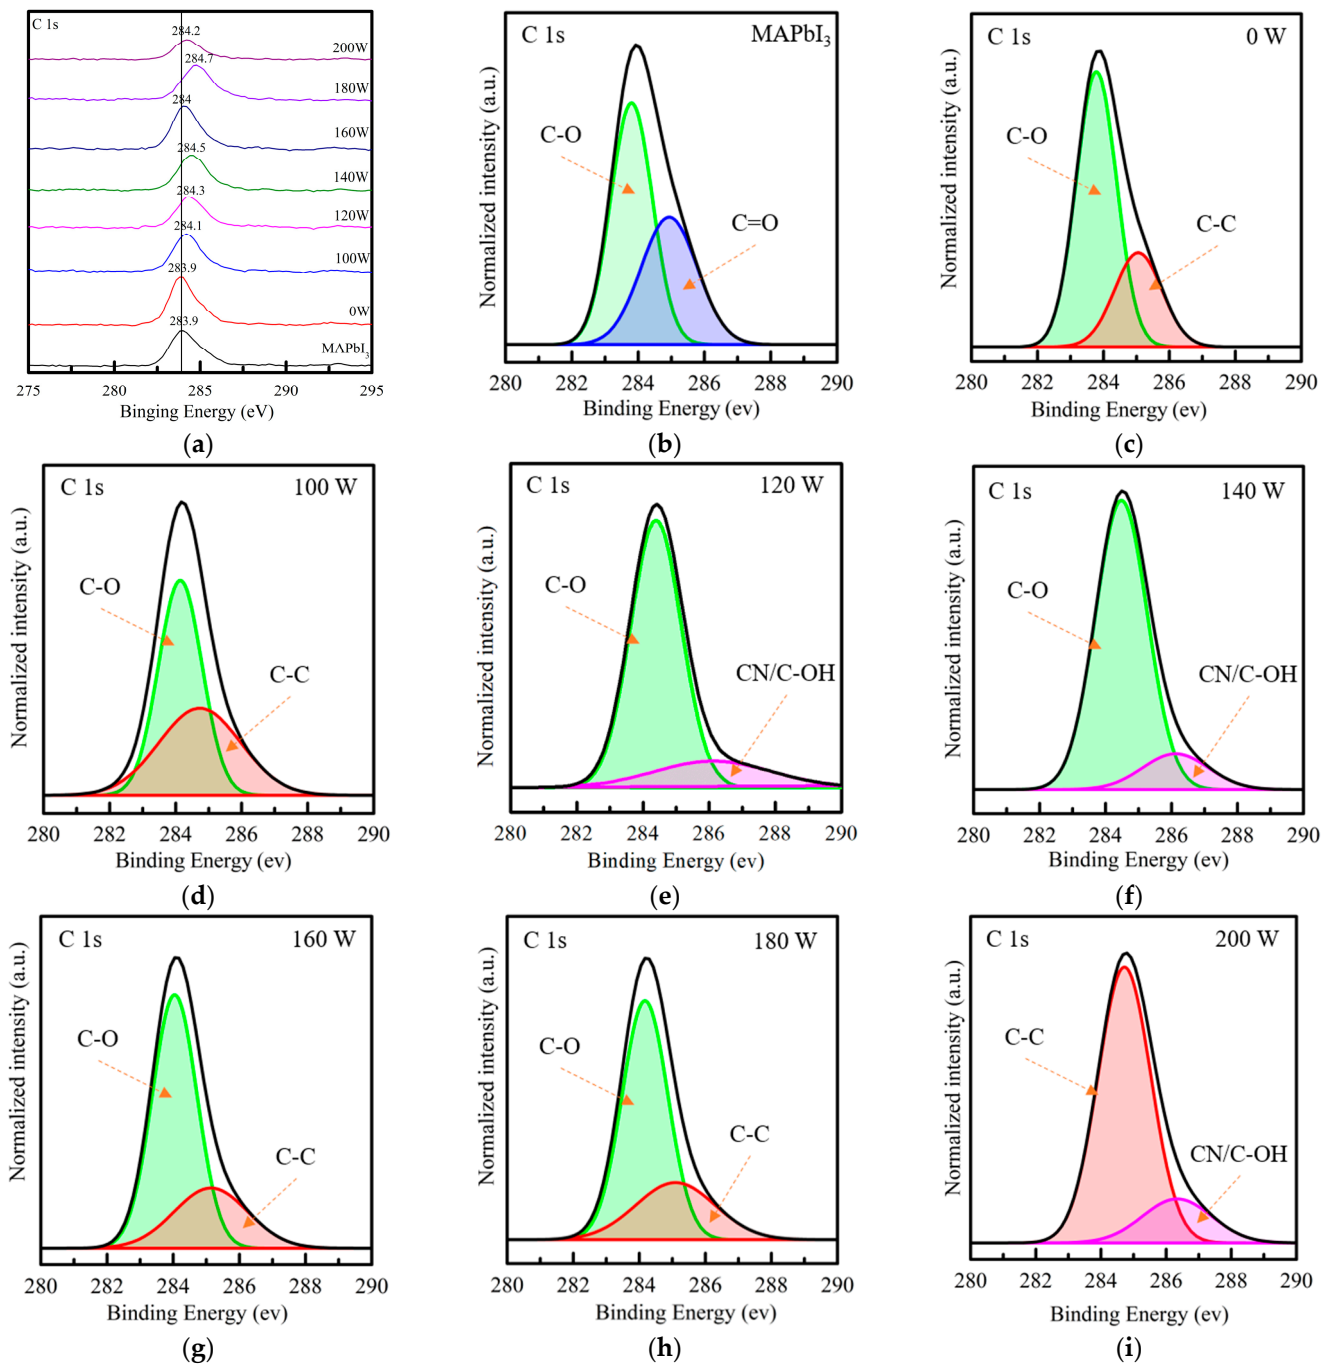 C 1s
284.2
200W
284.7
180W
284
160W
284.5
140W
284.3
120W
284.1
100W
283.9
0W
283.9
MAPbI₃
275 280 285 290 295
Binging Energy (eV)
(a)
C 1s MAPbI₃
C-O
C=O
Normalized intensity (a.u.)
280 282 284 286 288 290
Binding Energy (ev)
(b)
C 1s 0 W
C-O
C-C
Normalized intensity (a.u.)
280 282 284 286 288 290
Binding Energy (ev)
(c)
C 1s 100 W
C-O
C-C
Normalized intensity (a.u.)
280 282 284 286 288 290
Binding Energy (ev)
(d)
C 1s 120 W
C-O
CN/C-OH
Normalized intensity (a.u.)
280 282 284 286 288 290
Binding Energy (ev)
(e)
C 1s 140 W
C-O
CN/C-OH
Normalized intensity (a.u.)
280 282 284 286 288 290
Binding Energy (ev)
(f)
C 1s 160 W
C-O
C-C
Normalized intensity (a.u.)
280 282 284 286 288 290
Binding Energy (ev)
(g)
C 1s 180 W
C-O
C-C
Normalized intensity (a.u.)
280 282 284 286 288 290
Binding Energy (ev)
(h)
C 1s 200 W
C-C
CN/C-OH
Normalized intensity (a.u.)
280 282 284 286 288 290
Binding Energy (ev)
(i)